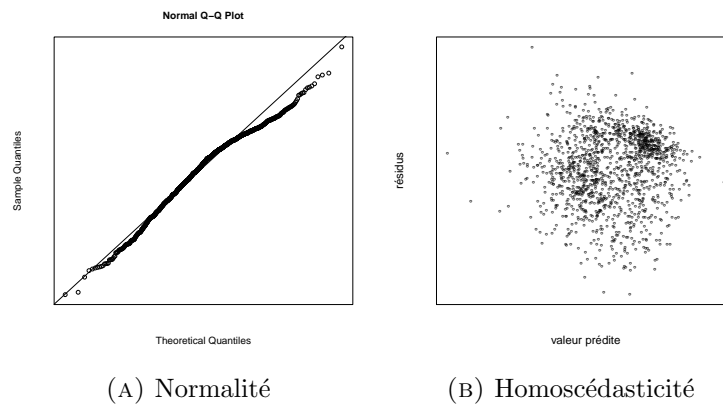 Normal Q–Q Plot
Sample Quantiles
Theoretical Quantiles
résidus
valeur prédite
(A) Normalité
(B) Homoscédasticité